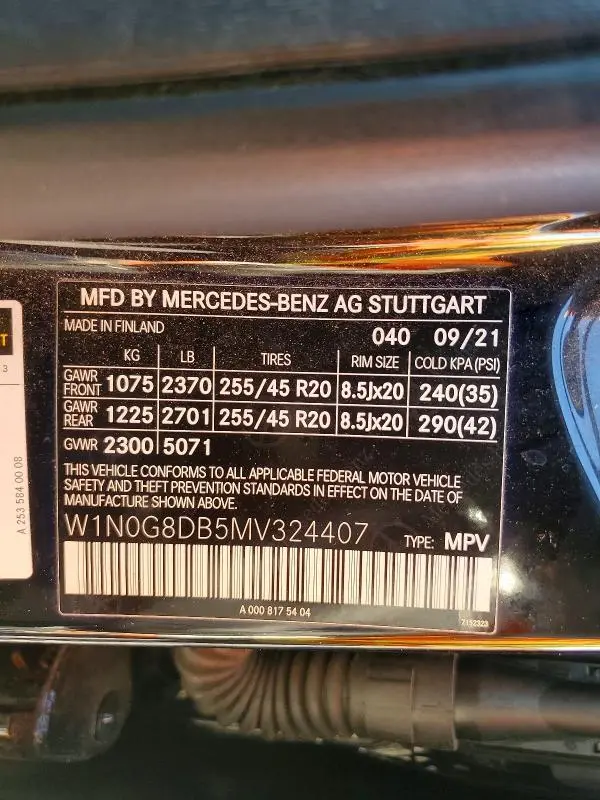 MFD BY MERCEDES-BENZ AG STUTTGART
MADE IN FINLAND 040 09/21
KG LB TIRES RIM SIZE COLD KPA (PSI)
GAWR FRONT 1075 2370 255/45 R20 8.5Jx20 240(35)
GAWR REAR 1225 2701 255/45 R20 8.5Jx20 290(42)
GVWR 2300 5071
THIS VEHICLE CONFORMS TO ALL APPLICABLE FEDERAL MOTOR VEHICLE
SAFETY AND THEFT PREVENTION STANDARDS IN EFFECT ON THE DATE OF
MANUFACTURE SHOWN ABOVE.
W1N0G8DB5MV324407 TYPE: MPV
A 000 817 54 04
7152323
A 253 584 00 08